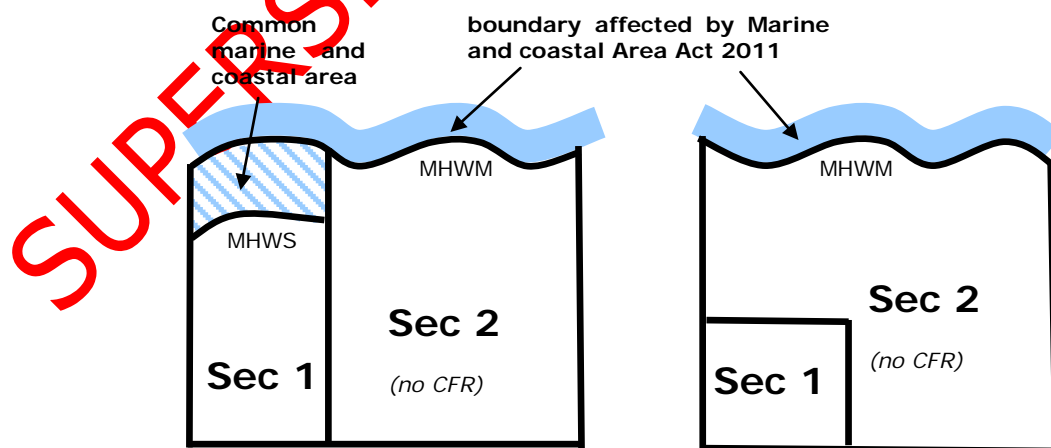 Common
marine and
coastal area
boundary affected by Marine
and coastal Area Act 2011
MHWM
MHWS
Sec 2
(no CFR)
Sec 1
MHWM
Sec 2
(no CFR)
Sec 1
SUPERS